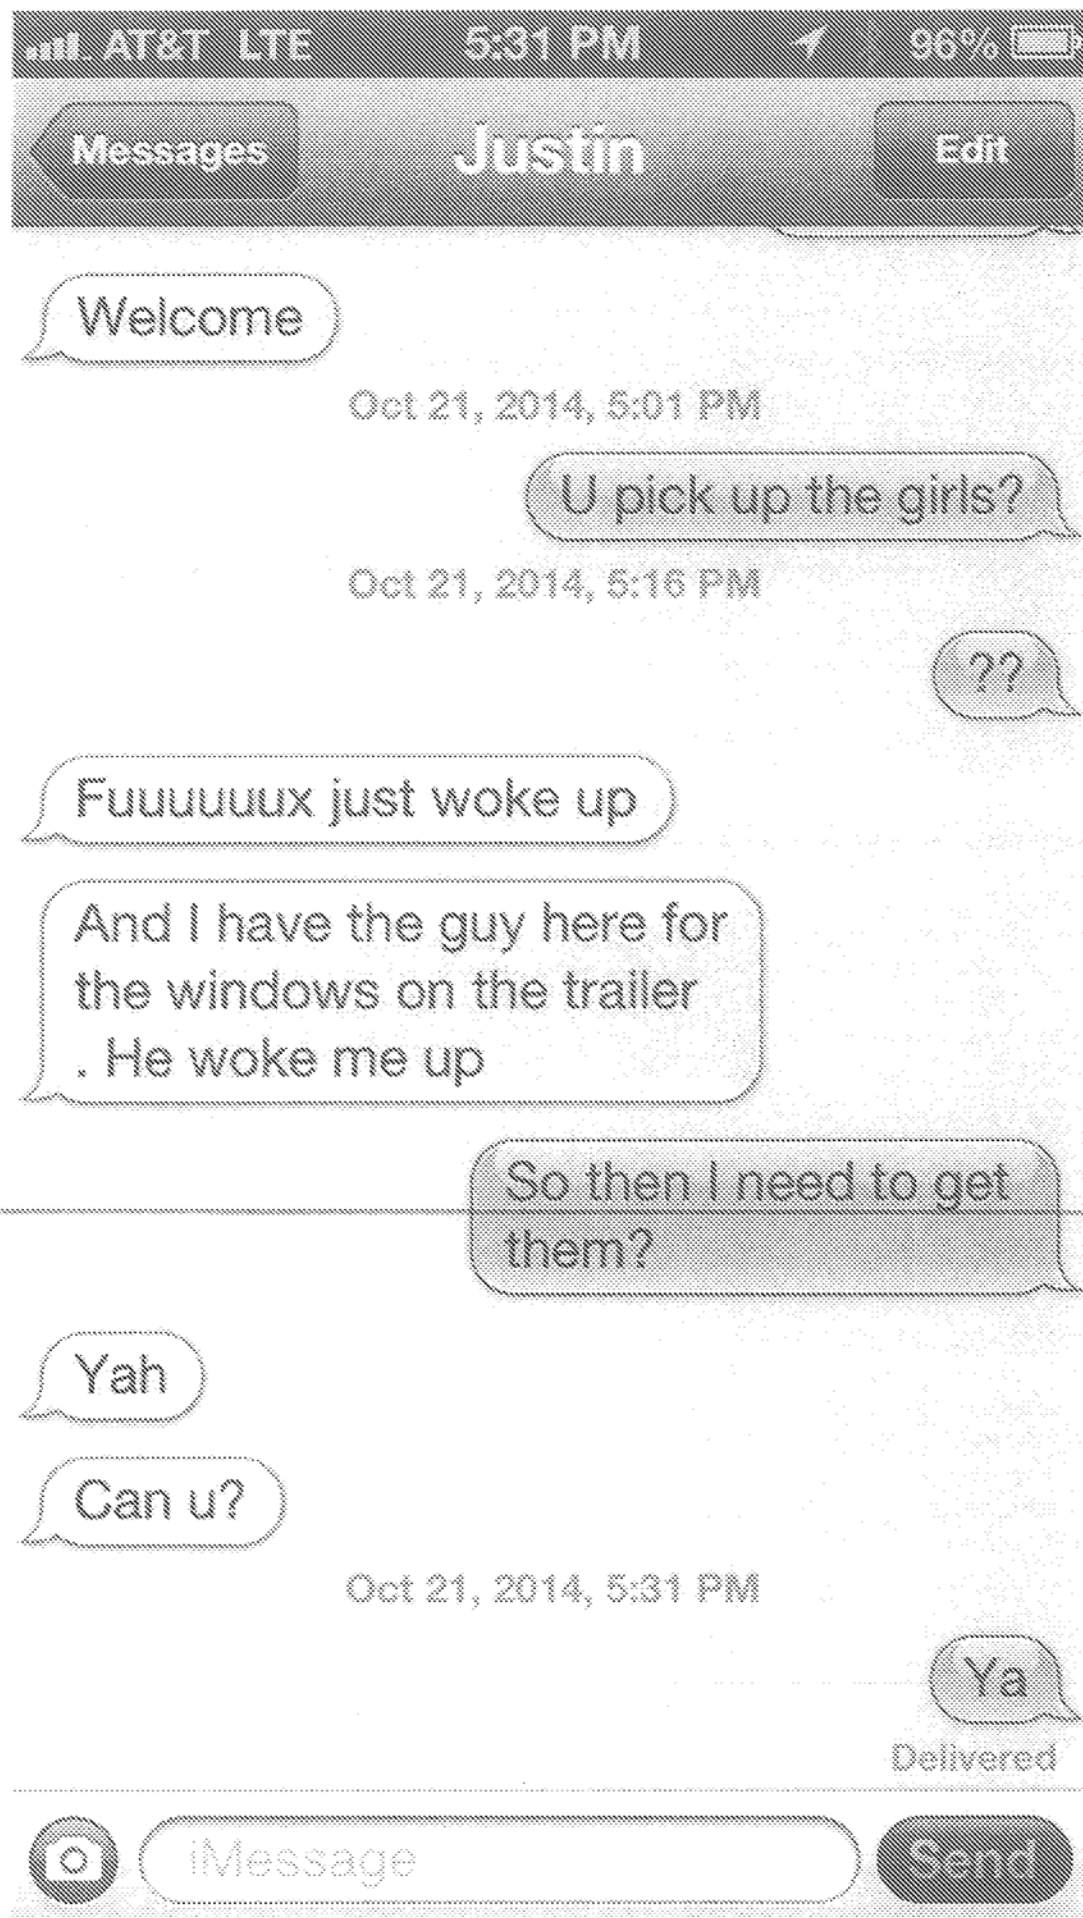 AT&T LTE 5:31 PM 96%
Messages Justin Edit
Welcome
Oct 21, 2014, 5:01 PM
U pick up the girls?
Oct 21, 2014, 5:16 PM
??
Fuuuuuux just woke up
And I have the guy here for
the windows on the trailer
. He woke me up
So then I need to get
them?
Yah
Can u?
Oct 21, 2014, 5:31 PM
Ya
Delivered
iMessage Send